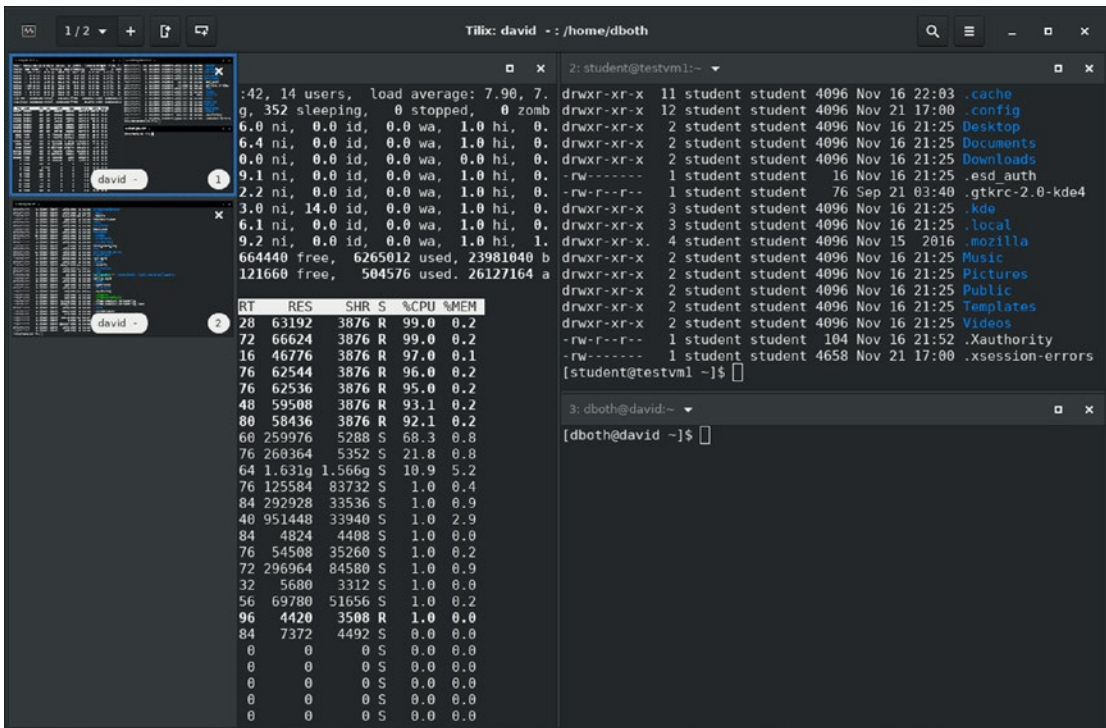 1 / 2
Tilix: david - : /home/dboth
david -
1
david -
2
:42, 14 users, load average: 7.90, 7.
g, 352 sleeping, 0 stopped, 0 zomb
6.0 ni, 0.0 id, 0.0 wa, 1.0 hi, 0.
6.4 ni, 0.0 id, 0.0 wa, 1.0 hi, 0.
0.0 ni, 0.0 id, 0.0 wa, 0.0 hi, 0.
9.1 ni, 0.0 id, 0.0 wa, 1.0 hi, 0.
2.2 ni, 0.0 id, 0.0 wa, 1.0 hi, 0.
3.0 ni, 14.0 id, 0.0 wa, 1.0 hi, 0.
6.1 ni, 0.0 id, 0.0 wa, 1.0 hi, 0.
9.2 ni, 0.0 id, 0.0 wa, 1.0 hi, 1.
664440 free, 6265012 used, 23981040 b
121660 free, 504576 used. 26127164 a
RT RES SHR S %CPU %MEM
28 63192 3876 R 99.0 0.2
72 66624 3876 R 99.0 0.2
16 46776 3876 R 97.0 0.1
76 62544 3876 R 96.0 0.2
76 62536 3876 R 95.0 0.2
48 59508 3876 R 93.1 0.2
80 58436 3876 R 92.1 0.2
60 259976 5288 S 68.3 0.8
76 260364 5352 S 21.8 0.8
64 1.631g 1.566g S 10.9 5.2
76 125584 83732 S 1.0 0.4
84 292928 33536 S 1.0 0.9
40 951448 33940 S 1.0 2.9
84 4824 4408 S 1.0 0.0
76 54508 35260 S 1.0 0.2
72 296964 84580 S 1.0 0.9
32 5680 3312 S 1.0 0.0
56 69780 51656 S 1.0 0.2
96 4420 3508 R 1.0 0.0
84 7372 4492 S 0.0 0.0
0 0 0 S 0.0 0.0
0 0 0 S 0.0 0.0
0 0 0 S 0.0 0.0
0 0 0 S 0.0 0.0
0 0 0 S 0.0 0.0
2: student@testvm1:~
drwxr-xr-x 11 student student 4096 Nov 16 22:03 .cache
drwxr-xr-x 12 student student 4096 Nov 21 17:00 .config
drwxr-xr-x 2 student student 4096 Nov 16 21:25 Desktop
drwxr-xr-x 2 student student 4096 Nov 16 21:25 Documents
drwxr-xr-x 2 student student 4096 Nov 16 21:25 Downloads
-rw------- 1 student student 16 Nov 16 21:25 .esd_auth
-rw-r--r-- 1 student student 76 Sep 21 03:40 .gtkrc-2.0-kde4
drwxr-xr-x 3 student student 4096 Nov 16 21:25 .kde
drwxr-xr-x 3 student student 4096 Nov 16 21:25 .local
drwxr-xr-x. 4 student student 4096 Nov 15 2016 .mozilla
drwxr-xr-x 2 student student 4096 Nov 16 21:25 Music
drwxr-xr-x 2 student student 4096 Nov 16 21:25 Pictures
drwxr-xr-x 2 student student 4096 Nov 16 21:25 Public
drwxr-xr-x 2 student student 4096 Nov 16 21:25 Templates
drwxr-xr-x 2 student student 4096 Nov 16 21:25 Videos
-rw-r--r-- 1 student student 104 Nov 16 21:52 .Xauthority
-rw------- 1 student student 4658 Nov 21 17:00 .xsession-errors
[student@testvm1 ~]$
3: dboth@david:~
[dboth@david ~]$